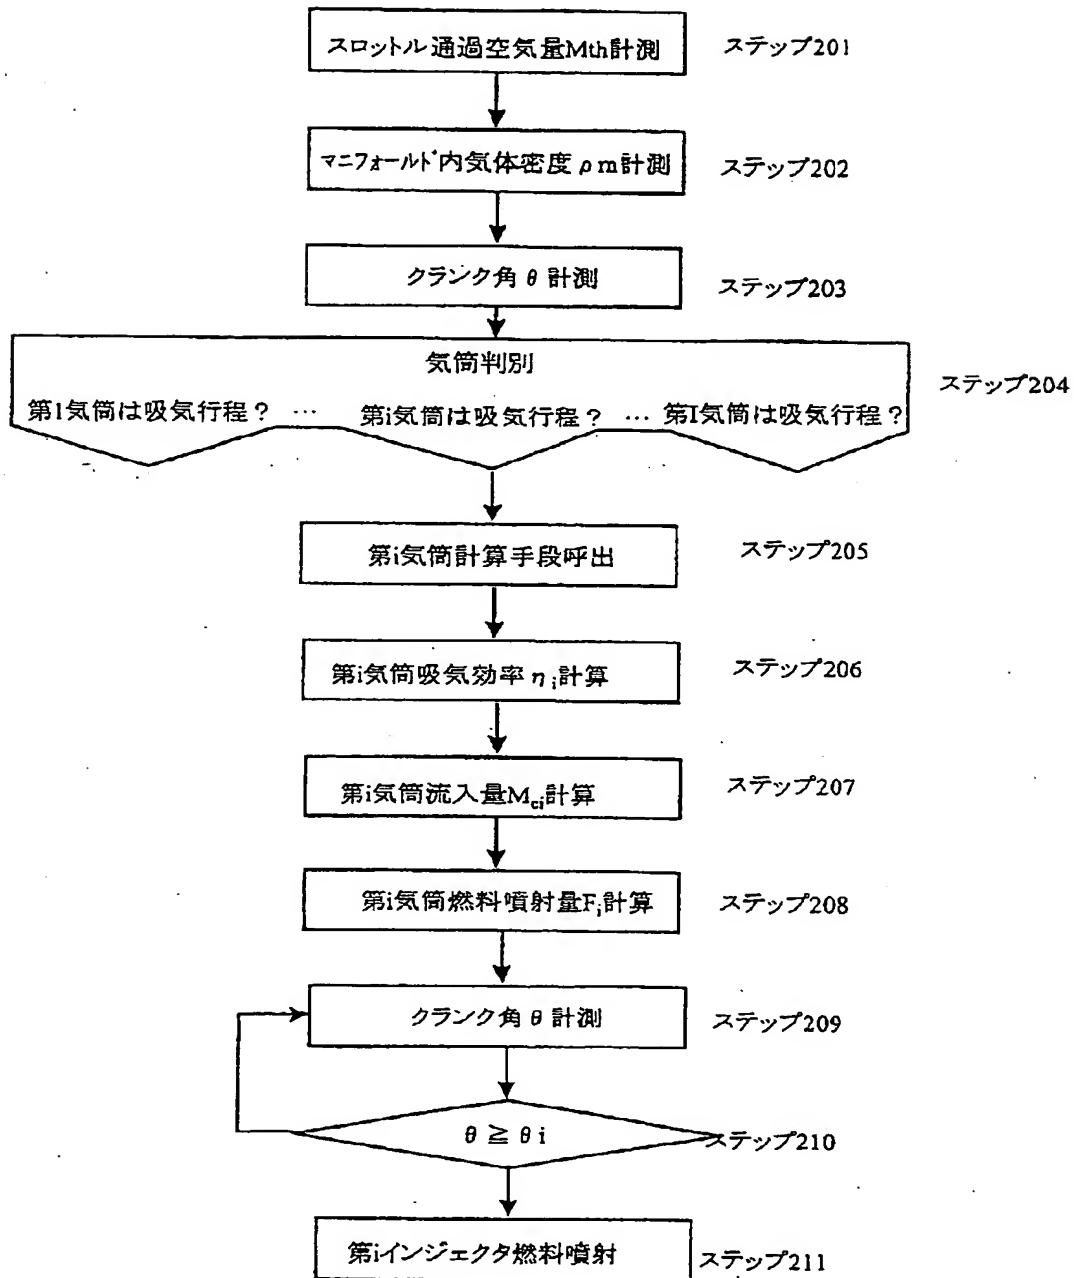 スロットル通過空気量Mth計測 ステップ201
マニフォールド内気体密度 ρm計測 ステップ202
クランク角 θ 計測 ステップ203
気筒判別
ステップ204
第1気筒は吸気行程? … 第i気筒は吸気行程? … 第I気筒は吸気行程?
第i気筒計算手段呼出 ステップ205
第i気筒吸気効率 ηi計算 ステップ206
第i気筒流入量Mci計算 ステップ207
第i気筒燃料噴射量Fi計算 ステップ208
クランク角 θ 計測 ステップ209
θ ≧ θi ステップ210
第iインジェクタ燃料噴射 ステップ211